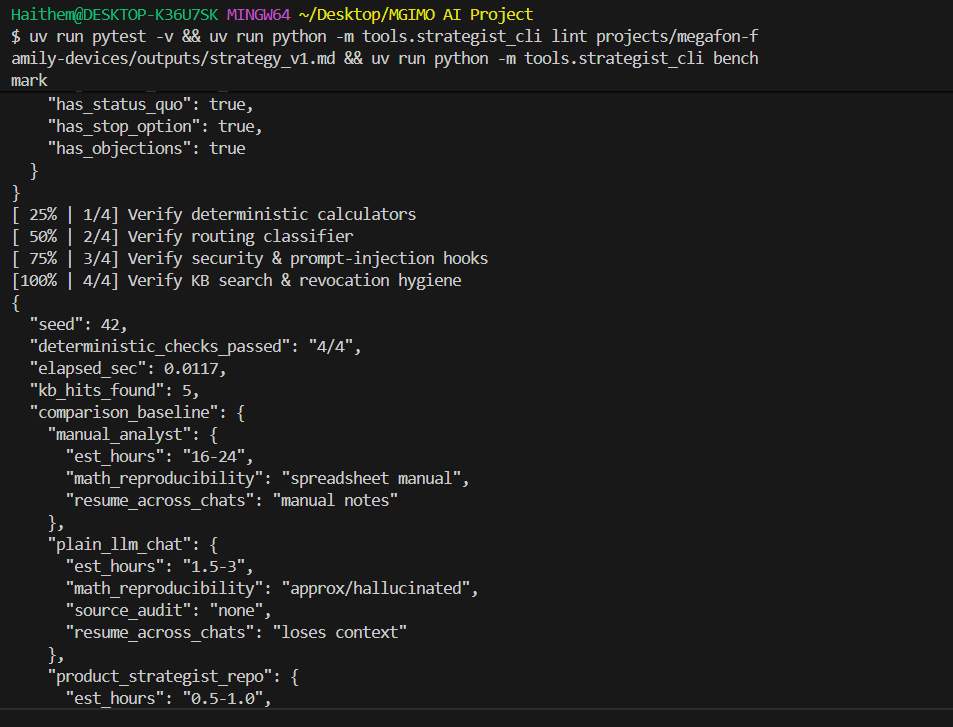 Haithem@DESKTOP-K36U7SK MINGW64 ~/Desktop/MGIMO AI Project
$ uv run pytest -v && uv run python -m tools.strategist_cli lint projects/megafon-f
amily-devices/outputs/strategy_v1.md && uv run python -m tools.strategist_cli bench
mark
    "has_status_quo": true,
    "has_stop_option": true,
    "has_objections": true
  }
}
[ 25% | 1/4] Verify deterministic calculators
[ 50% | 2/4] Verify routing classifier
[ 75% | 3/4] Verify security & prompt-injection hooks
[100% | 4/4] Verify KB search & revocation hygiene
{
  "seed": 42,
  "deterministic_checks_passed": "4/4",
  "elapsed_sec": 0.0117,
  "kb_hits_found": 5,
  "comparison_baseline": {
    "manual_analyst": {
      "est_hours": "16-24",
      "math_reproducibility": "spreadsheet manual",
      "resume_across_chats": "manual notes"
    },
    "plain_llm_chat": {
      "est_hours": "1.5-3",
      "math_reproducibility": "approx/hallucinated",
      "source_audit": "none",
      "resume_across_chats": "loses context"
    },
    "product_strategist_repo": {
      "est_hours": "0.5-1.0",